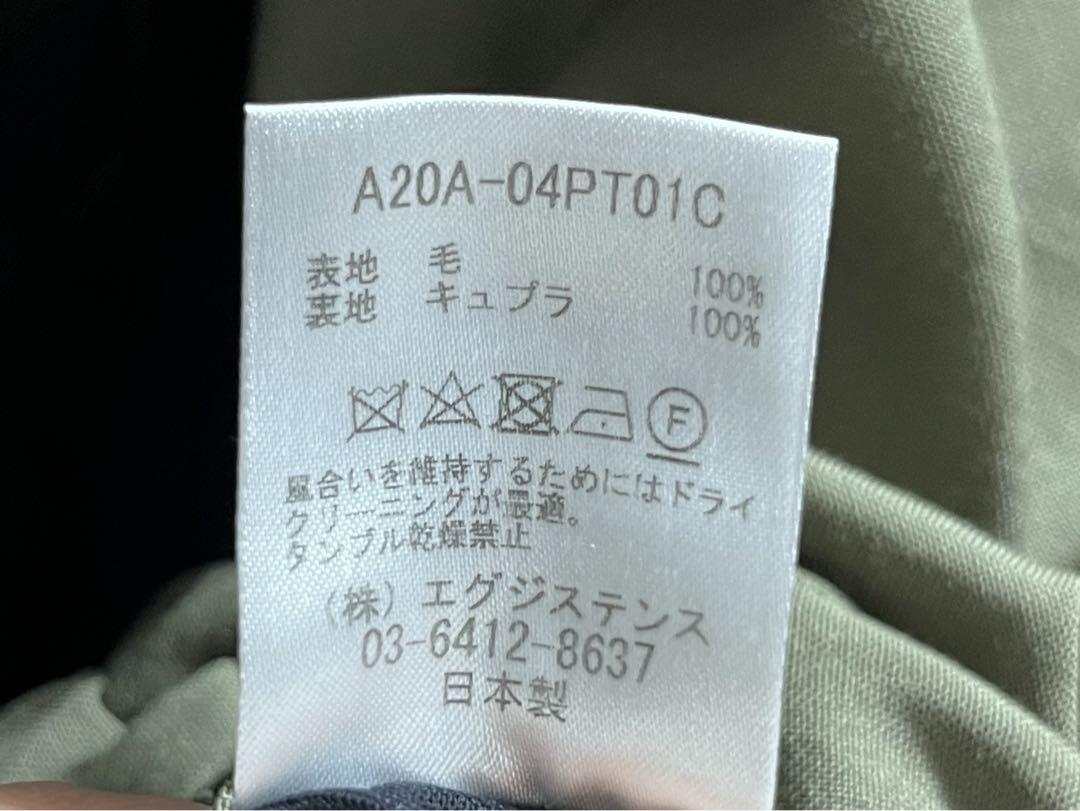 A20A-04PT01C
表地 毛 100%
裏地 キュプラ 100%
F
風合いを維持するためにはドライ
クリーニングが最適。
タンブル乾燥禁止
(株) エグジステンス
03-6412-8637
日本製